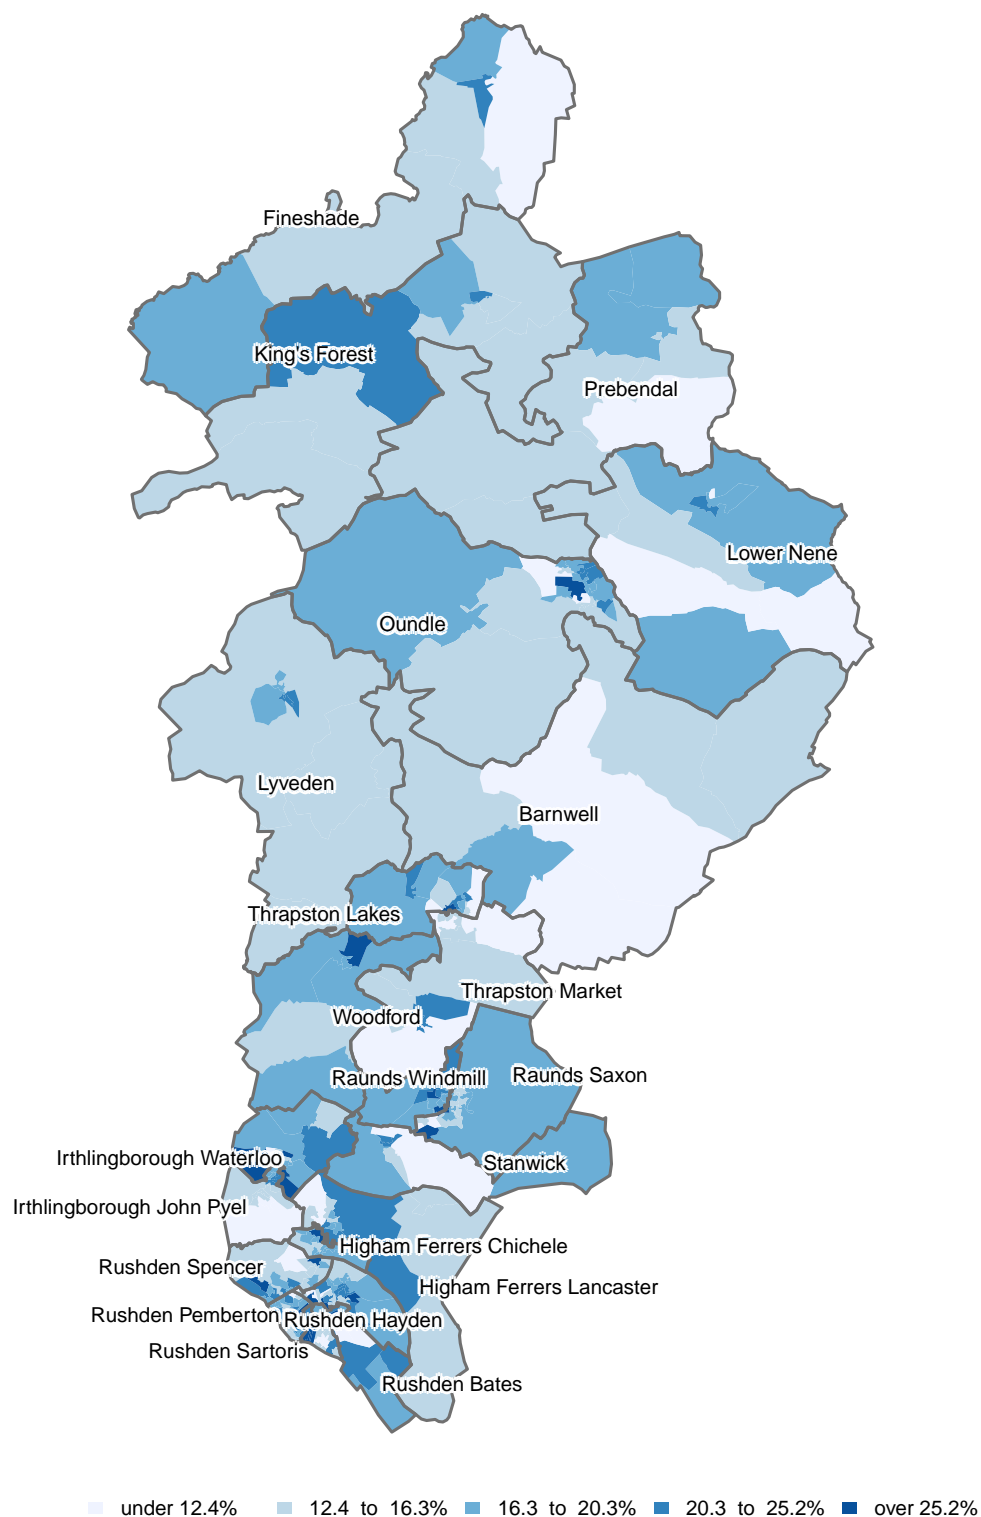 Fineshade
King's Forest
Prebendal
Lower Nene
Oundle
Lyveden
Barnwell
Thrapston Lakes
Thrapston Market
Woodford
Raunds Windmill
Raunds Saxon
Irthlingborough Waterloo
Stanwick
Irthlingborough John Pyel
Higham Ferrers Chichele
Rushden Spencer
Higham Ferrers Lancaster
Rushden Pemberton
Rushden Hayden
Rushden Sartoris
Rushden Bates
under 12.4% 12.4 to 16.3% 16.3 to 20.3% 20.3 to 25.2% over 25.2%